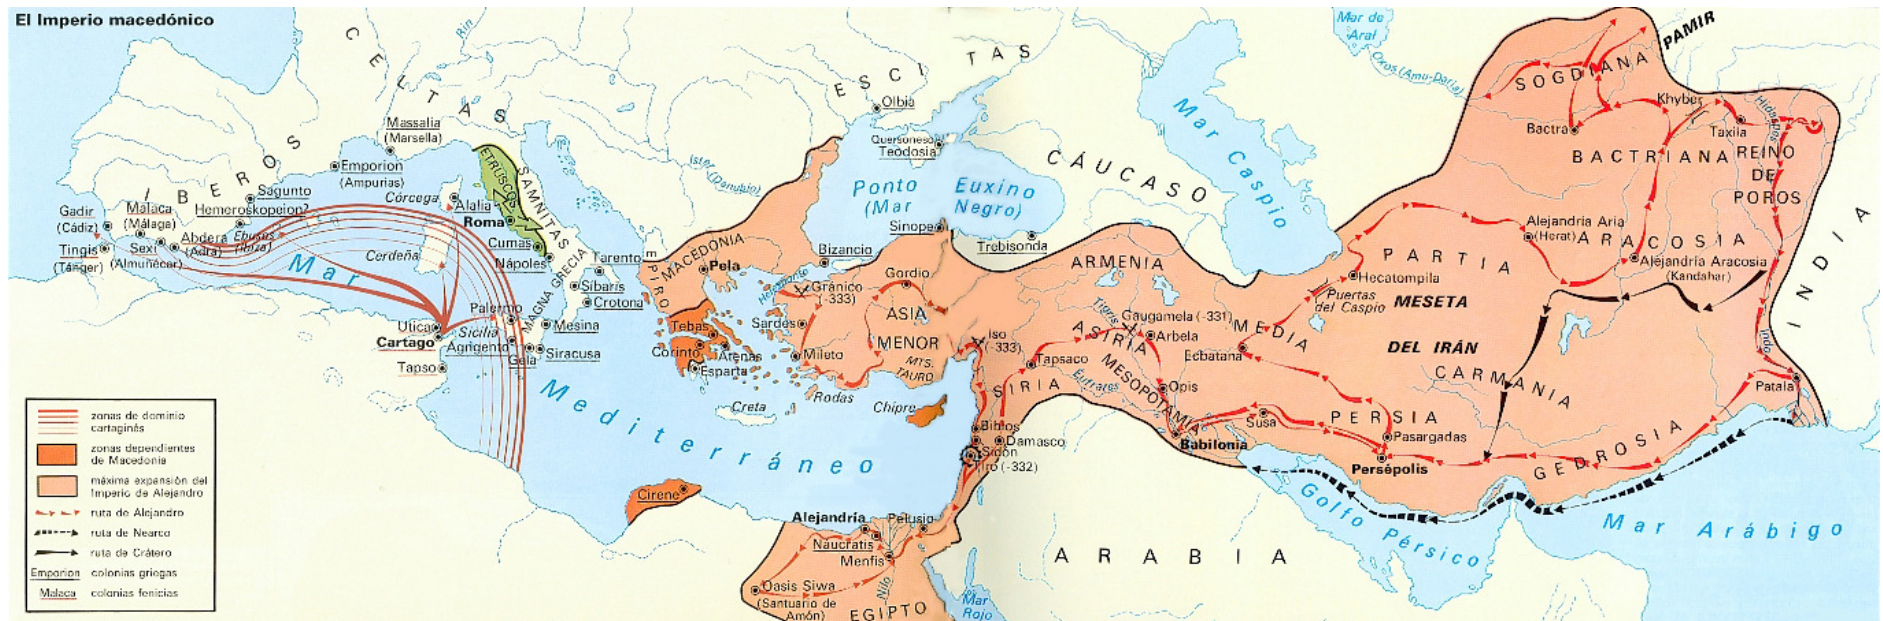 El Imperio macedónico
CELTAS
Rin
ESCITAS
Mar de
Aral
Oxos (Amu-Daria)
PAMIR
SOGDIANA
Khyber
Hidaspes
Taxila
Bactra
BACTRIANA
REINO
DE
POROS
INDIA
Olbia
Quersoneso
Teodosia
CÁUCASO
Mar Caspio
Massalia
(Marsella)
Emporion
(Ampurias)
IBEROS
Sagunto
Hemeroskopeion?
Ebusus
(Ibiza)
Gadir
(Cádiz)
Malaca
(Málaga)
Tingis
(Tánger)
Sexi
(Almuñécar)
Abdera
(Adra)
Córcega
Alalia
ETRUSCOS
SAMNITAS
Roma
Cumas
Nápoles
Cerdeña
MAGNA GRECIA
Tarento
Síbaris
Crotona
Mesina
Siracusa
Palermo
Sicilia
Agrigento
Gela
Utica
Cartago
Tapso
Mar
Mediterráneo
Ister (Danubio)
EPIRO
MACEDONIA
Pela
Tebas
Corinto
Atenas
Esparta
Creta
Rodas
Chipre
Ponto Euxino
(Mar Negro)
Sinope
Trebisonda
Bizancio
Helesponto
Gránico
(-333)
Gordio
Sardes
Mileto
ASIA
MENOR
MTS.
TAURO
ARMENIA
Iso
(-333)
Tapsaco
SIRIA
Biblos
Damasco
Sidón
Tiro (-332)
Tigris
Gaugamela (-331)
Arbela
ASIRIA
MESOPOTAMIA
Éufrates
Opis
Babilonia
MEDIA
Ecbatana
Susa
PERSIA
Pasargadas
Persépolis
Puertas
del Caspio
Hecatompila
PARTIA
MESETA
DEL IRÁN
CARMANIA
Alejandría Aria
(Herat)
ARACOSIA
Alejandría Aracosia
(Kandahar)
Indo
Patala
GEDROSIA
Golfo Pérsico
Mar Arábigo
ARABIA
Cirene
Alejandría
Pelusio
Naucratis
Menfis
Oasis Siwa
(Santuario de
Amón)
Nilo
EGIPTO
Mar
Rojo
zonas de dominio
cartaginés
zonas dependientes
de Macedonia
máxima expansión del
Imperio de Alejandro
ruta de Alejandro
ruta de Nearco
ruta de Crátero
Emporion colonias griegas
Malaca colonias fenicias